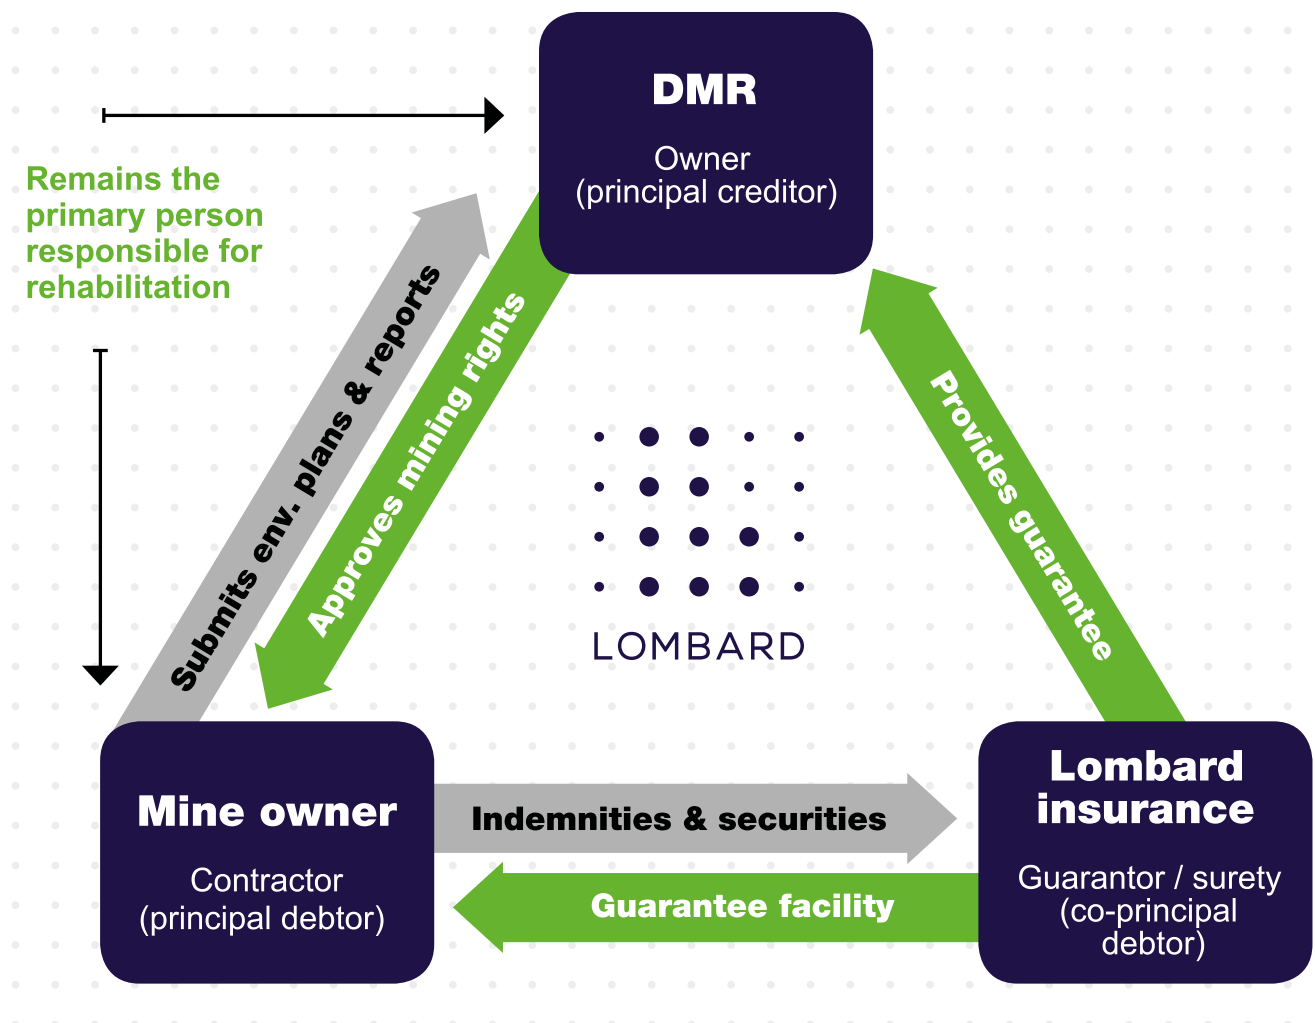 DMR
Owner
(principal creditor)
Remains the
primary person
responsible for
rehabilitation
Submits env. plans & reports
Approves mining rights
Provides guarantee
LOMBARD
Mine owner
Contractor
(principal debtor)
Indemnities & securities
Guarantee facility
Lombard
insurance
Guarantor / surety
(co-principal
debtor)